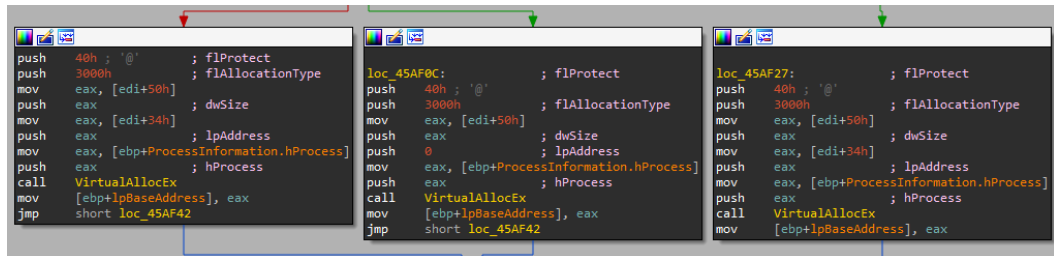 push 40h ; '@' ; flProtect
push 3000h ; flAllocationType
mov eax, [edi+50h]
push eax ; dwSize
mov eax, [edi+34h]
push eax ; lpAddress
mov eax, [ebp+ProcessInformation.hProcess]
push eax ; hProcess
call VirtualAllocEx
mov [ebp+lpBaseAddress], eax
jmp short loc_45AF42
loc_45AF0C: ; flProtect
push 40h ; '@'
push 3000h ; flAllocationType
mov eax, [edi+50h]
push eax ; dwSize
push 0 ; lpAddress
mov eax, [ebp+ProcessInformation.hProcess]
push eax ; hProcess
call VirtualAllocEx
mov [ebp+lpBaseAddress], eax
jmp short loc_45AF42
loc_45AF27: ; flProtect
push 40h ; '@'
push 3000h ; flAllocationType
mov eax, [edi+50h]
push eax ; dwSize
mov eax, [edi+34h]
push eax ; lpAddress
mov eax, [ebp+ProcessInformation.hProcess]
push eax ; hProcess
call VirtualAllocEx
mov [ebp+lpBaseAddress], eax